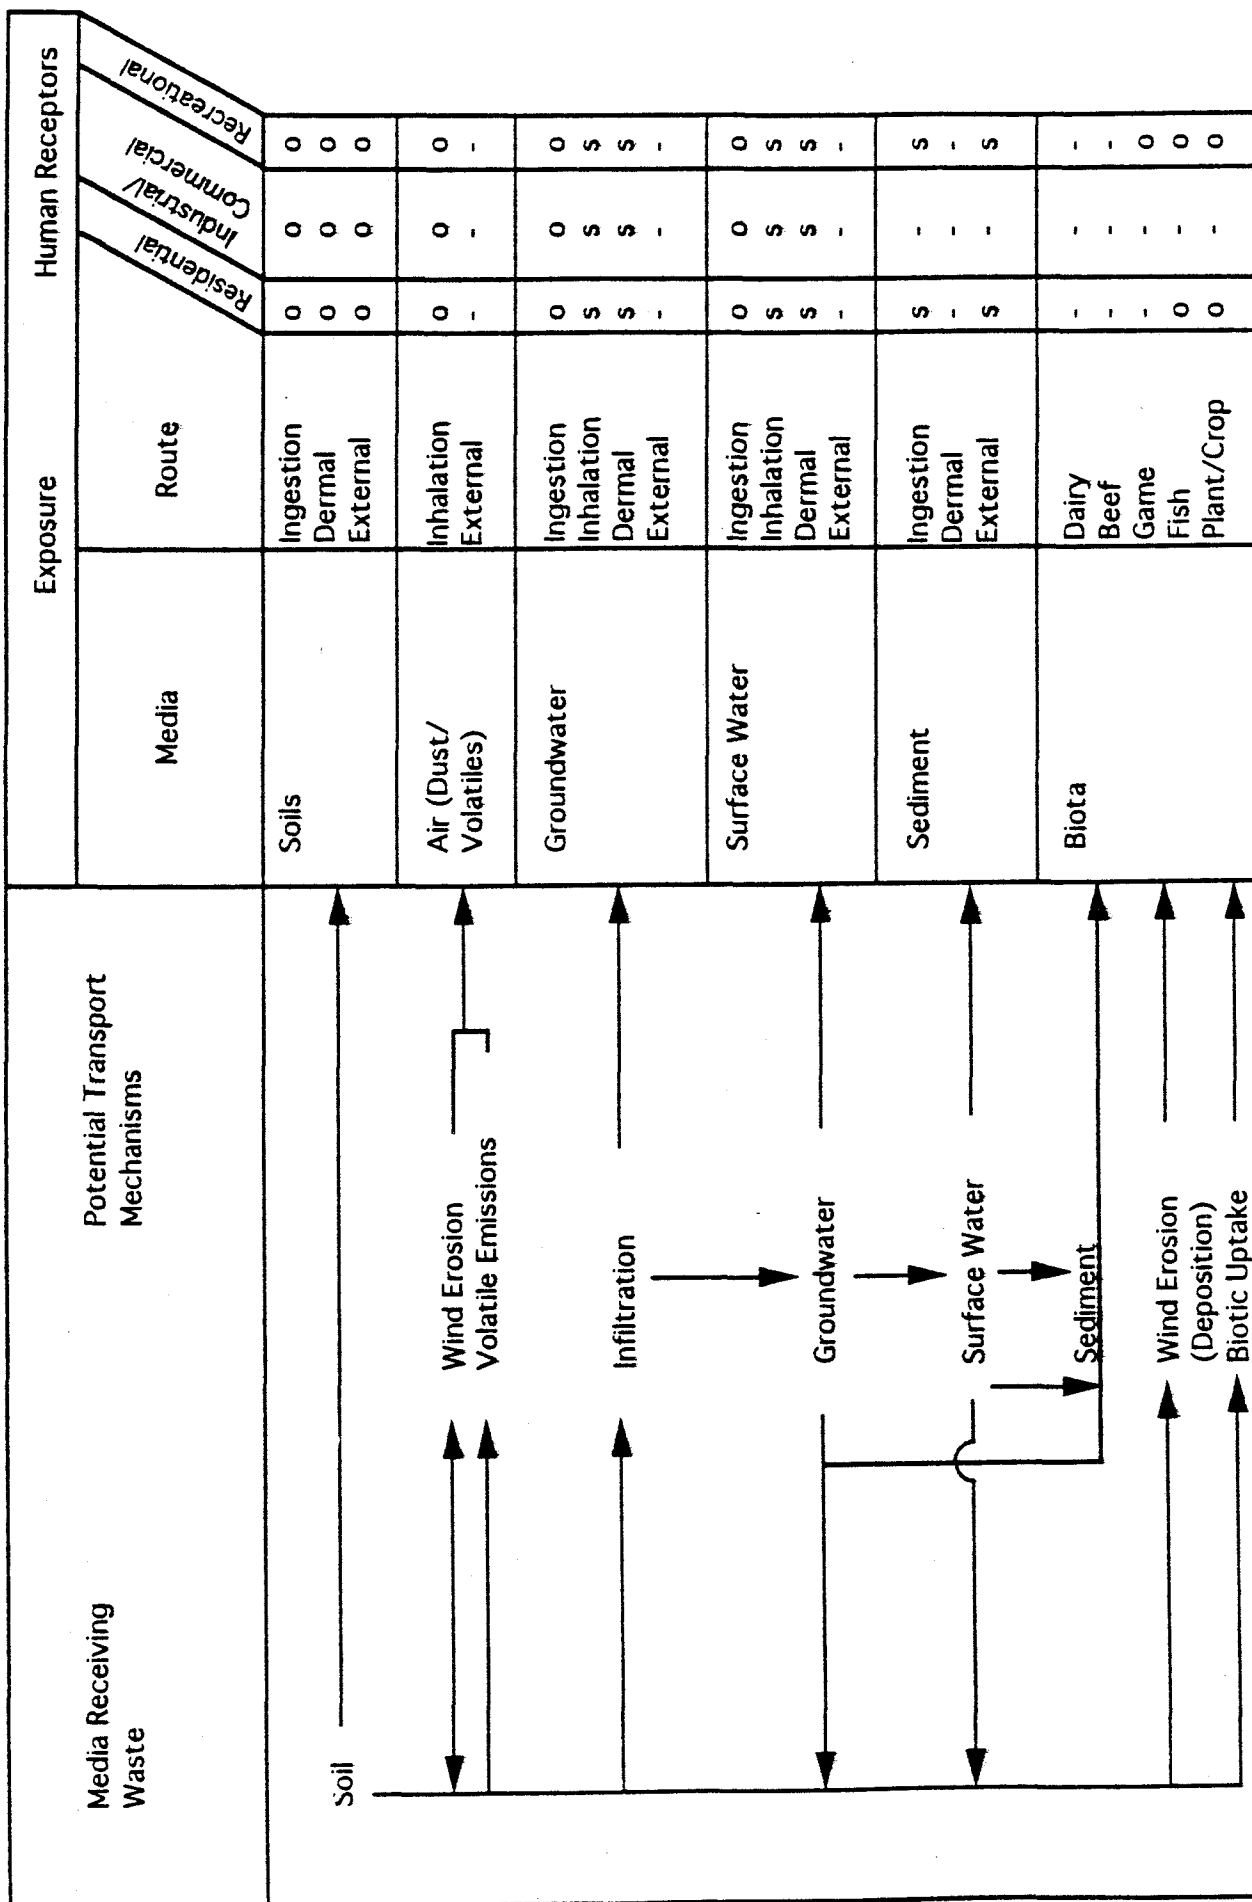 Media Receiving
Waste
Potential Transport
Mechanisms
Exposure
Human Receptors
Media
Route
Residential
Industrial/
Commercial
Recreational
Soil
Soils
Ingestion o o o
Dermal o o o
External o o o
Wind Erosion
Volatile Emissions
Air (Dust/
Volatiles)
Inhalation o o o
External - - -
Infiltration
Groundwater
Ingestion o o o
Inhalation s s s
Dermal s s s
External - - -
Groundwater
Surface Water
Ingestion o o o
Inhalation s s s
Dermal s s s
External - - -
Surface Water
Sediment
Ingestion s - s
Dermal - - -
External s - s
Sediment
Wind Erosion
(Deposition)
Biotic Uptake
Biota
Dairy - - -
Beef - - -
Game - - o
Fish o - o
Plant/Crop o - o